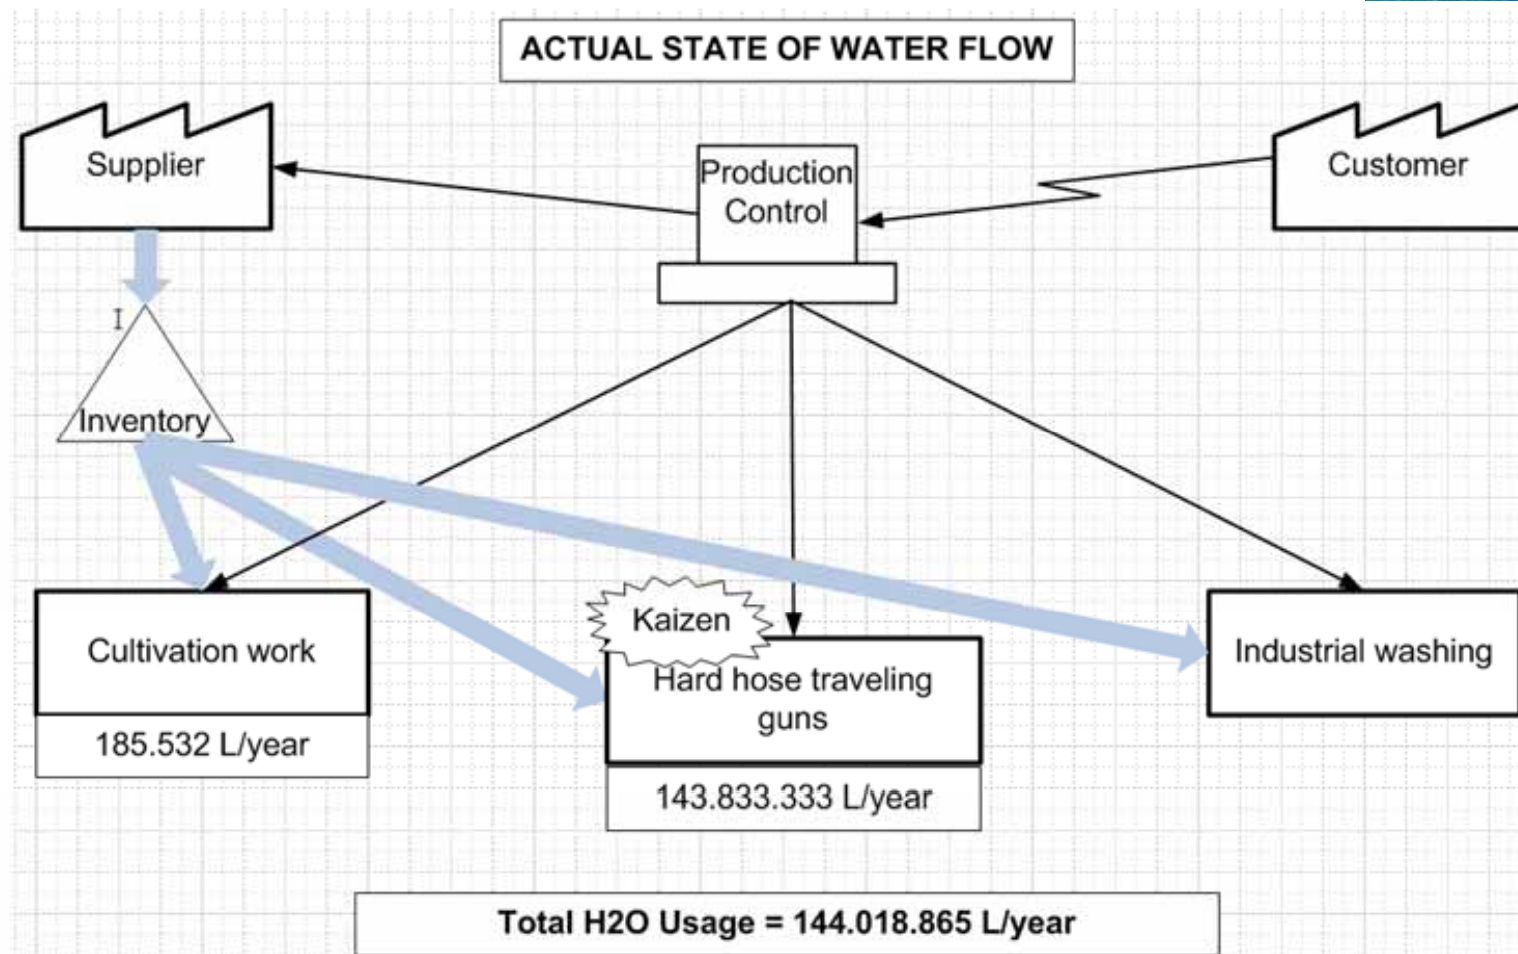 ACTUAL STATE OF WATER FLOW
Supplier
Production
Control
Customer
I
Inventory
Kaizen
Cultivation work
Hard hose traveling
guns
Industrial washing
185.532 L/year
143.833.333 L/year
Total H2O Usage = 144.018.865 L/year